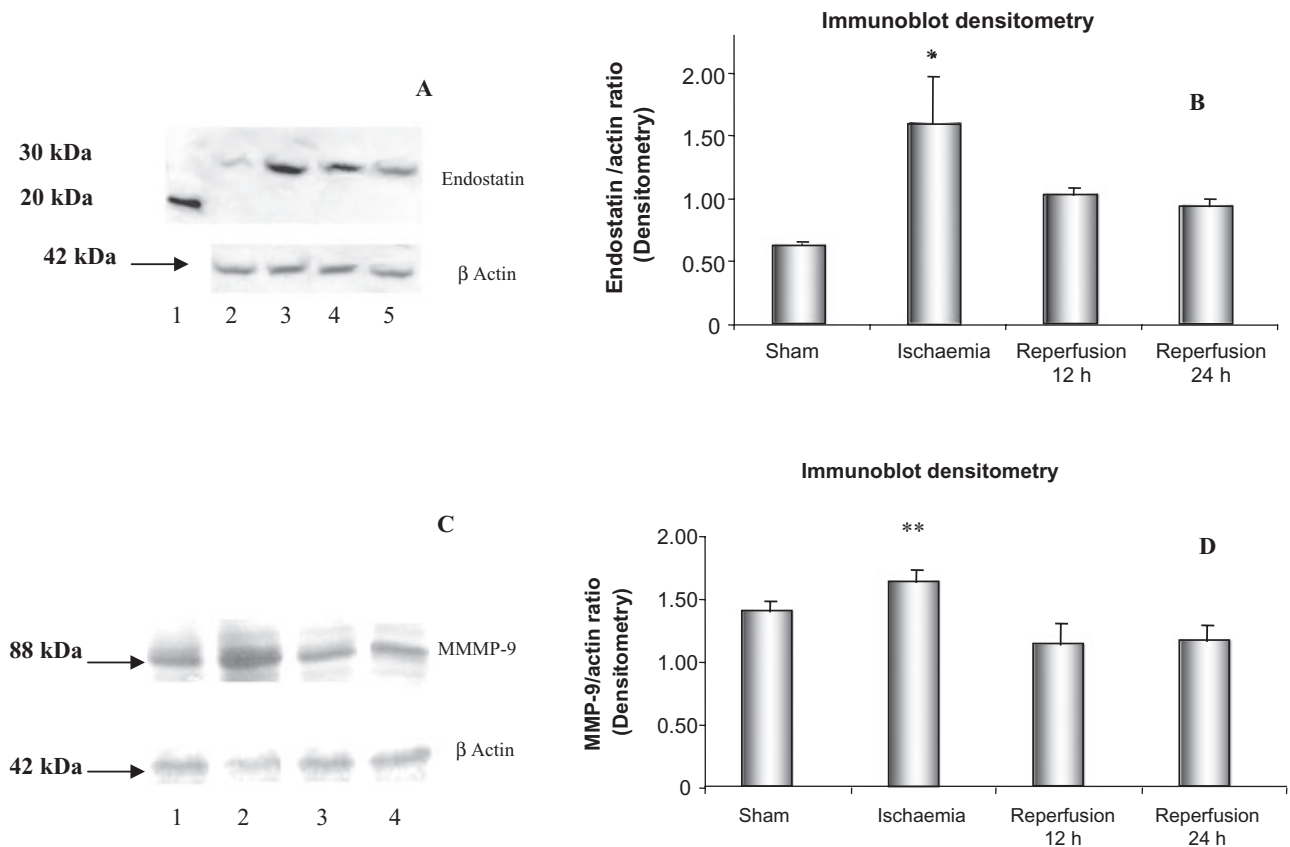 A
30 kDa
20 kDa
Endostatin
42 kDa
β Actin
1 2 3 4 5
Immunoblot densitometry
Endostatin /actin ratio
(Densitometry)
2.00
1.50
1.00
0.50
0
*
B
Sham Ischaemia Reperfusion 12 h Reperfusion 24 h
C
88 kDa
MMMP-9
42 kDa
β Actin
1 2 3 4
Immunoblot densitometry
MMP-9/actin ratio
(Densitometry)
2.00
1.50
1.00
0.50
0
**
D
Sham Ischaemia Reperfusion 12 h Reperfusion 24 h